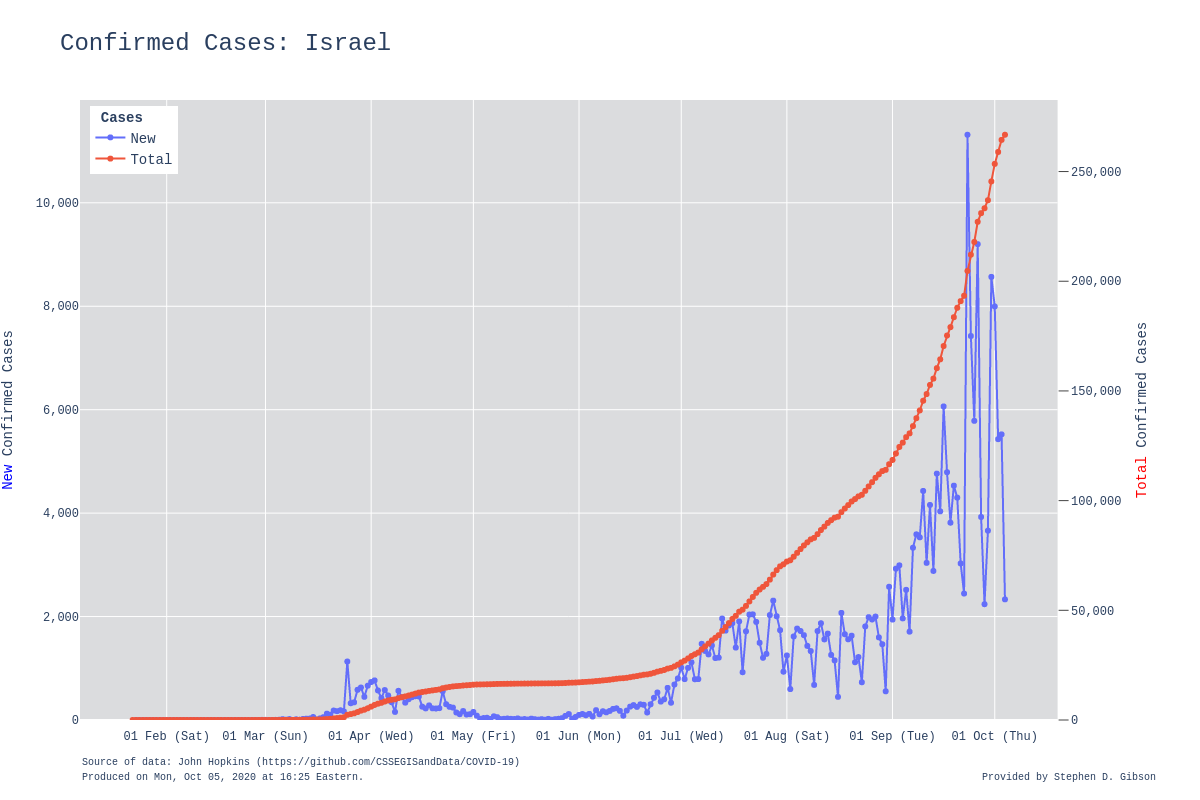 Confirmed Cases: Israel
Cases
New
Total
10,000
8,000
6,000
4,000
2,000
0
New Confirmed Cases
250,000
200,000
150,000
100,000
50,000
0
Total Confirmed Cases
01 Feb (Sat) 01 Mar (Sun) 01 Apr (Wed) 01 May (Fri) 01 Jun (Mon) 01 Jul (Wed) 01 Aug (Sat) 01 Sep (Tue) 01 Oct (Thu)
Source of data: John Hopkins (https://github.com/CSSEGISandData/COVID-19)
Produced on Mon, Oct 05, 2020 at 16:25 Eastern.
Provided by Stephen D. Gibson